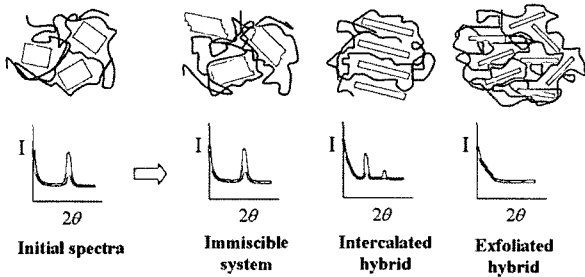 I
2θ
Initial spectra
I
2θ
Immiscible
system
I
2θ
Intercalated
hybrid
I
2θ
Exfoliated
hybrid